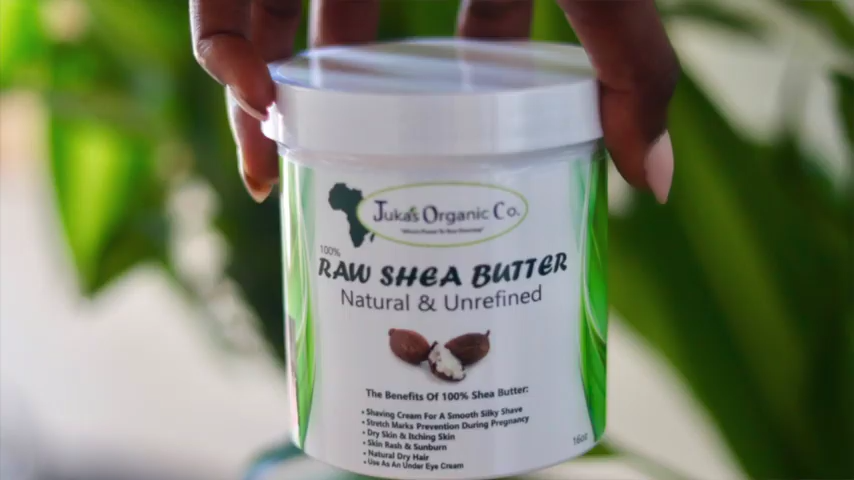 Juka's Organic Co.
100%
RAW SHEA BUTTER
Natural & Unrefined
The Benefits Of 100% Shea Butter:
• Shaving Cream For A Smooth Silky Shave
• Stretch Marks Prevention During Pregnancy
• Dry Skin & Itching Skin
• Skin Rash & Sunburn
• Natural Dry Hair
• Use As An Under Eye Cream
16oz